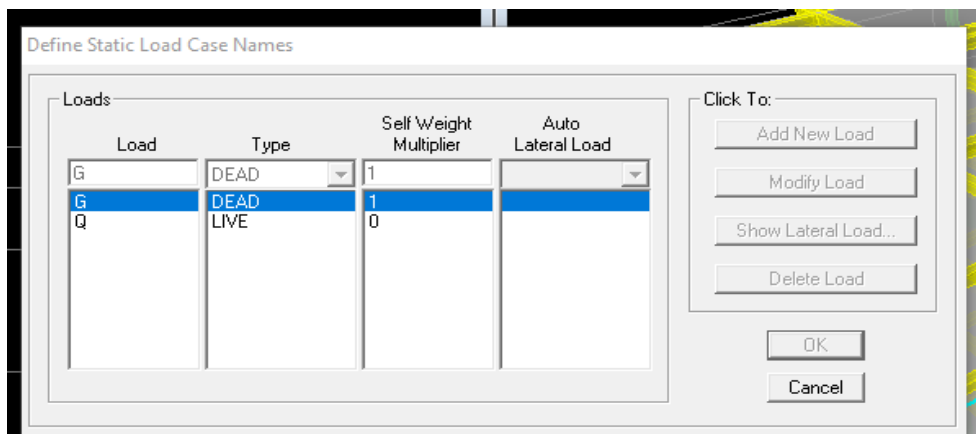 Define Static Load Case Names
Loads
Click To:
Load Type Self Weight Multiplier Auto Lateral Load
G DEAD 1
G DEAD 1
Q LIVE 0
Add New Load
Modify Load
Show Lateral Load...
Delete Load
OK
Cancel